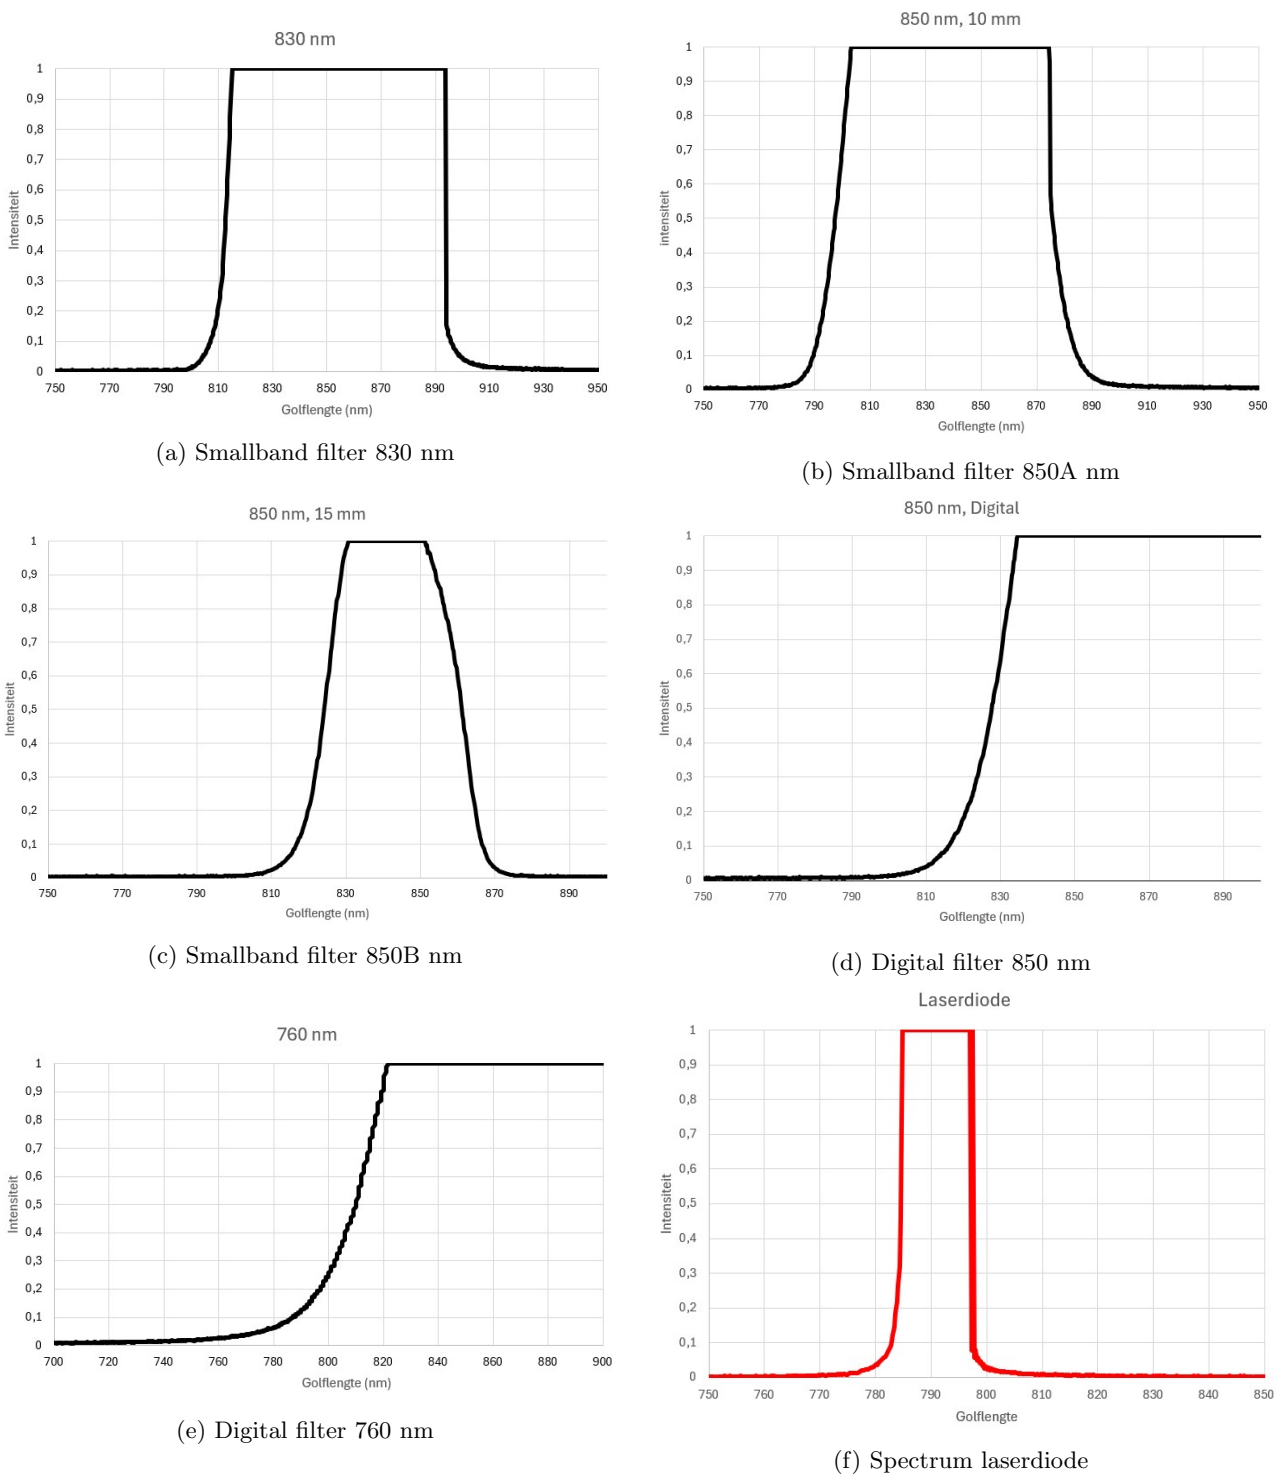 830 nm
1
0,9
0,8
0,7
0,6
0,5
0,4
0,3
0,2
0,1
0
Intensiteit
750 770 790 810 830 850 870 890 910 930 950
Golflengte (nm)
(a) Smallband filter 830 nm
850 nm, 10 mm
1
0,9
0,8
0,7
0,6
0,5
0,4
0,3
0,2
0,1
0
intensiteit
750 770 790 810 830 850 870 890 910 930 950
Golflengte (nm)
(b) Smallband filter 850A nm
850 nm, 15 mm
1
0,9
0,8
0,7
0,6
0,5
0,4
0,3
0,2
0,1
0
Intensiteit
750 770 790 810 830 850 870 890
Golflengte (nm)
(c) Smallband filter 850B nm
850 nm, Digital
1
0,9
0,8
0,7
0,6
0,5
0,4
0,3
0,2
0,1
0
Intensiteit
750 770 790 810 830 850 870 890
Golflengte (nm)
(d) Digital filter 850 nm
760 nm
1
0,9
0,8
0,7
0,6
0,5
0,4
0,3
0,2
0,1
0
Intensiteit
700 720 740 760 780 800 820 840 860 880 900
Golflengte (nm)
(e) Digital filter 760 nm
Laserdiode
1
0,9
0,8
0,7
0,6
0,5
0,4
0,3
0,2
0,1
0
Intensiteit
750 760 770 780 790 800 810 820 830 840 850
Golflengte
(f) Spectrum laserdiode